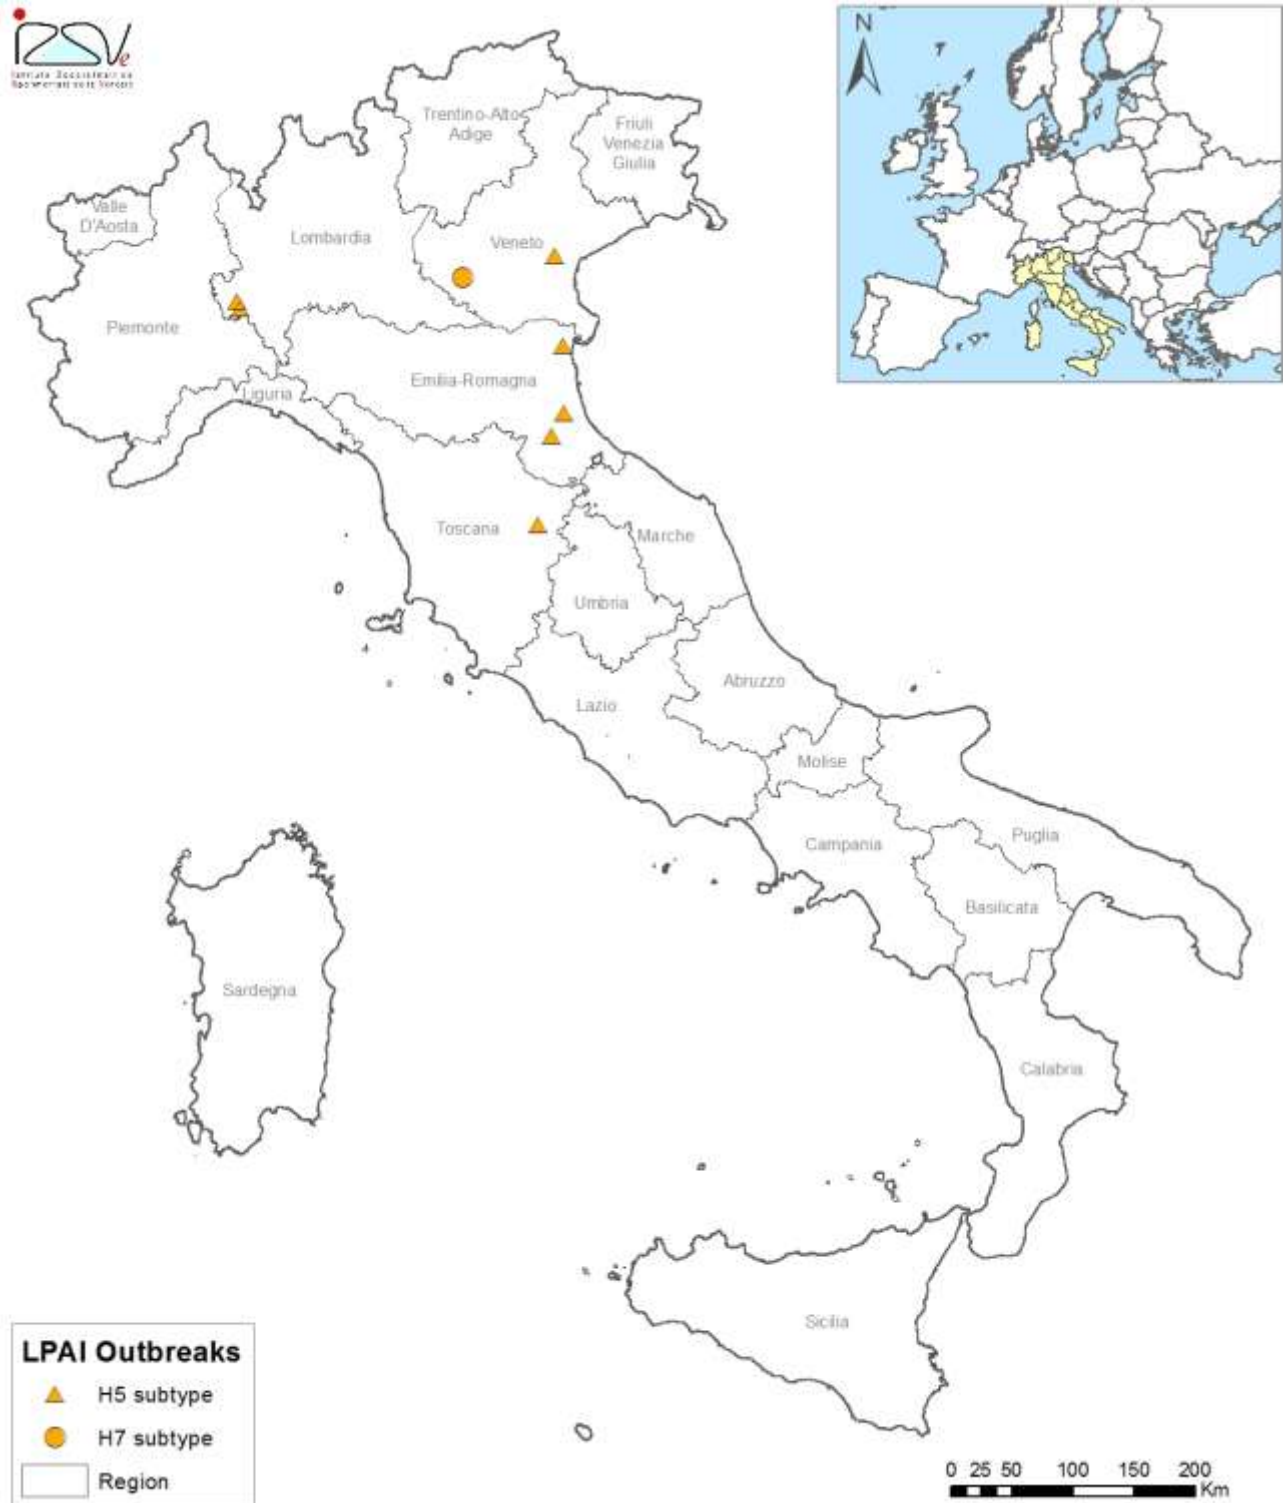 N
Trentino-Alto
Adige
Friuli
Venezia
Giulia
Valle
D'Aosta
Lombardia
Veneto
Piemonte
Emilia-Romagna
Liguria
Toscana
Marche
Umbria
Abruzzo
Lazio
Molise
Campania
Puglia
Basilicata
Sardegna
Calabria
Sicilia
LPAI Outbreaks
H5 subtype
H7 subtype
Region
0 25 50 100 150 200
Km